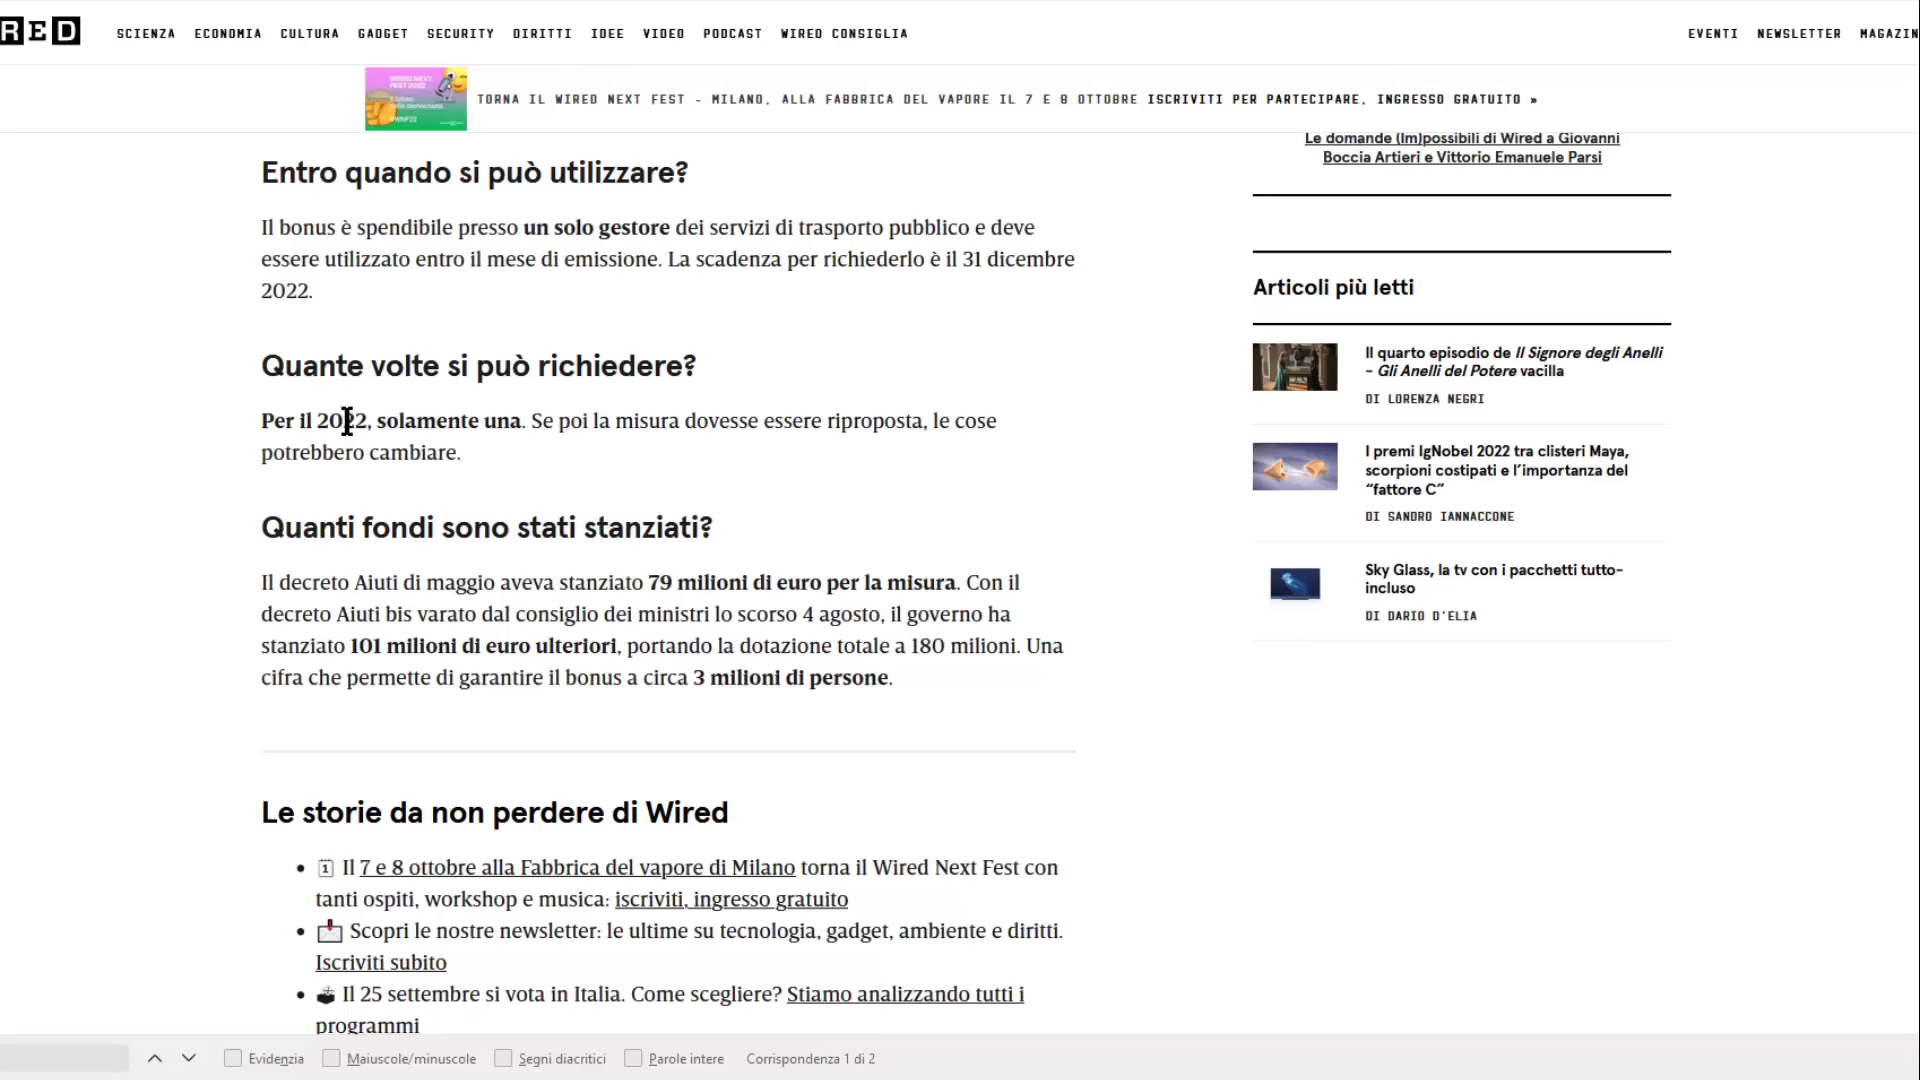 RED
SCIENZA ECONOMIA CULTURA GADGET SECURITY DIRITTI IDEE VIDEO PODCAST WIRED CONSIGLIA
EVENTI NEWSLETTER MAGAZIN
WIRED NEXT
FEST 2022
#WNF22
TORNA IL WIRED NEXT FEST - MILANO, ALLA FABBRICA DEL VAPORE IL 7 E 8 OTTOBRE ISCRIVITI PER PARTECIPARE, INGRESSO GRATUITO »
Entro quando si può utilizzare?
Il bonus è spendibile presso un solo gestore dei servizi di trasporto pubblico e deve
essere utilizzato entro il mese di emissione. La scadenza per richiederlo è il 31 dicembre
2022.
Quante volte si può richiedere?
Per il 2022, solamente una. Se poi la misura dovesse essere riproposta, le cose
potrebbero cambiare.
Quanti fondi sono stati stanziati?
Il decreto Aiuti di maggio aveva stanziato 79 milioni di euro per la misura. Con il
decreto Aiuti bis varato dal consiglio dei ministri lo scorso 4 agosto, il governo ha
stanziato 101 milioni di euro ulteriori, portando la dotazione totale a 180 milioni. Una
cifra che permette di garantire il bonus a circa 3 milioni di persone.
Le storie da non perdere di Wired
• Il 7 e 8 ottobre alla Fabbrica del vapore di Milano torna il Wired Next Fest con
tanti ospiti, workshop e musica: iscriviti, ingresso gratuito
• Scopri le nostre newsletter: le ultime su tecnologia, gadget, ambiente e diritti.
Iscriviti subito
• Il 25 settembre si vota in Italia. Come scegliere? Stiamo analizzando tutti i
programmi
Le domande (Im)possibili di Wired a Giovanni
Boccia Artieri e Vittorio Emanuele Parsi
Articoli più letti
Il quarto episodio de Il Signore degli Anelli
- Gli Anelli del Potere vacilla
DI LORENZA NEGRI
I premi IgNobel 2022 tra clisteri Maya,
scorpioni costipati e l'importanza del
“fattore C”
DI SANDRO IANNACCONE
Sky Glass, la tv con i pacchetti tutto-
incluso
DI DARIO D'ELIA
Evidenzia Maiuscole/minuscole Segni diacritici Parole intere Corrispondenza 1 di 2